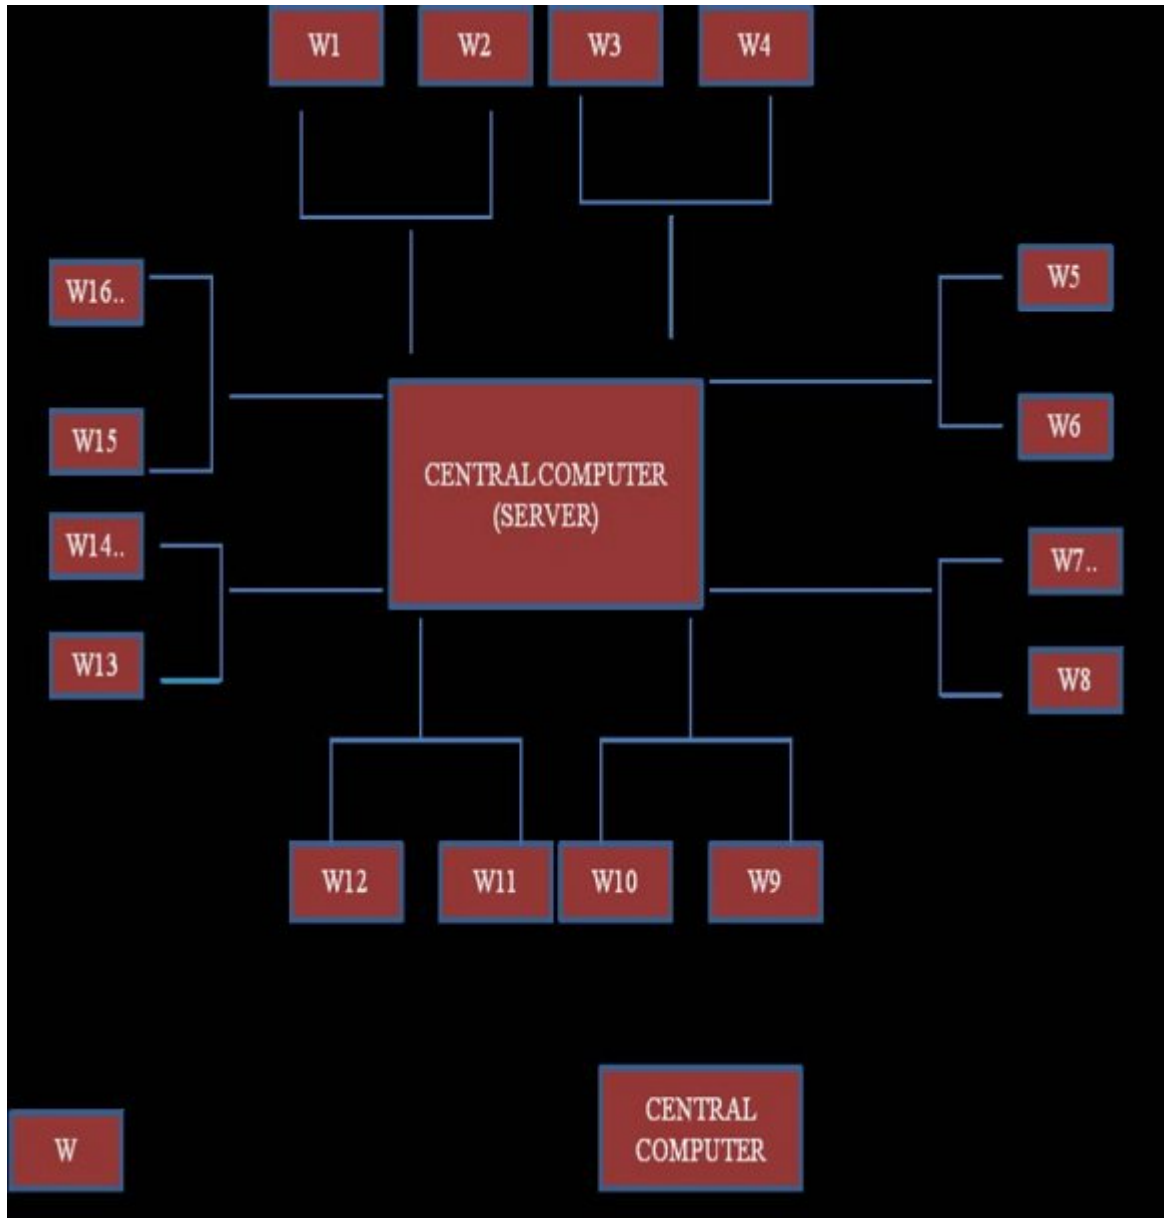 W1 W2 W3 W4
W16.. W5
W15 W6
CENTRAL COMPUTER
(SERVER)
W14.. W7..
W13 W8
W12 W11 W10 W9
CENTRAL
COMPUTER
W